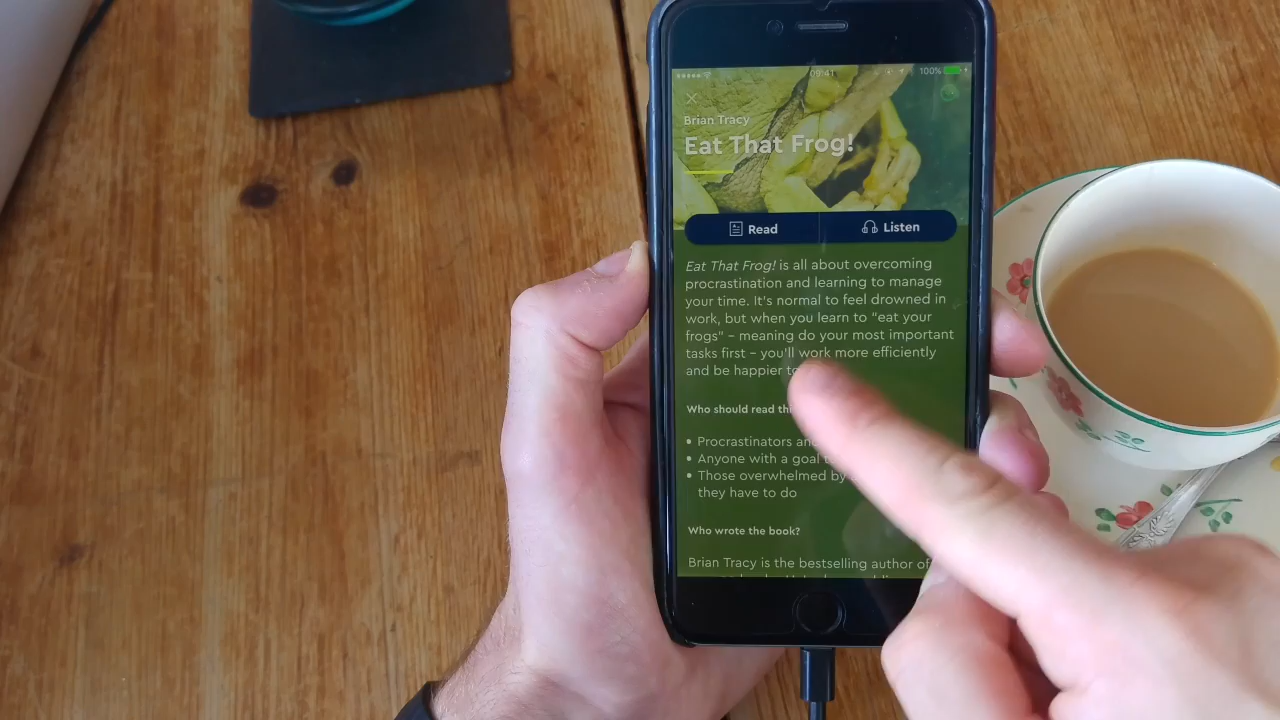 09:41 100%
Brian Tracy
Eat That Frog!
Read Listen
Eat That Frog! is all about overcoming
procrastination and learning to manage
your time. It's normal to feel drowned in
work, but when you learn to "eat your
frogs" – meaning do your most important
tasks first – you'll work more efficiently
and be happier
Who should read
• Procrastinators
• Anyone with a goal
• Those overwhelmed by
they have to do
Who wrote the book?
Brian Tracy is the bestselling author of